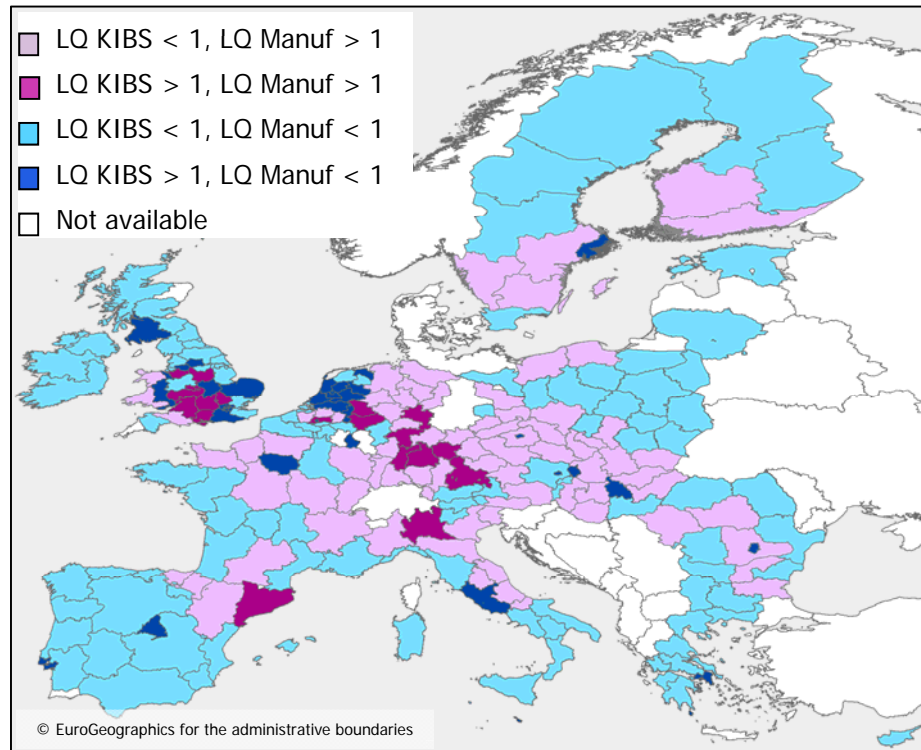 LQ KIBS < 1, LQ Manuf > 1
LQ KIBS > 1, LQ Manuf > 1
LQ KIBS < 1, LQ Manuf < 1
LQ KIBS > 1, LQ Manuf < 1
Not available
© EuroGeographics for the administrative boundaries